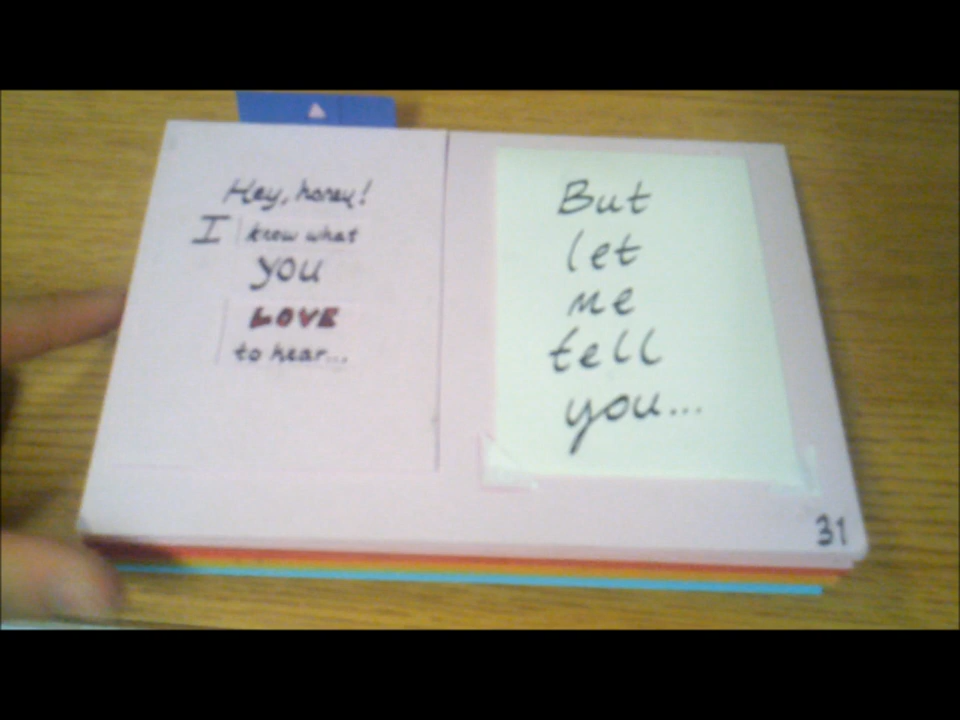 Hey, honey!
I know what
YOU
LOVE
to hear...
But
let
me
tell
you...
31